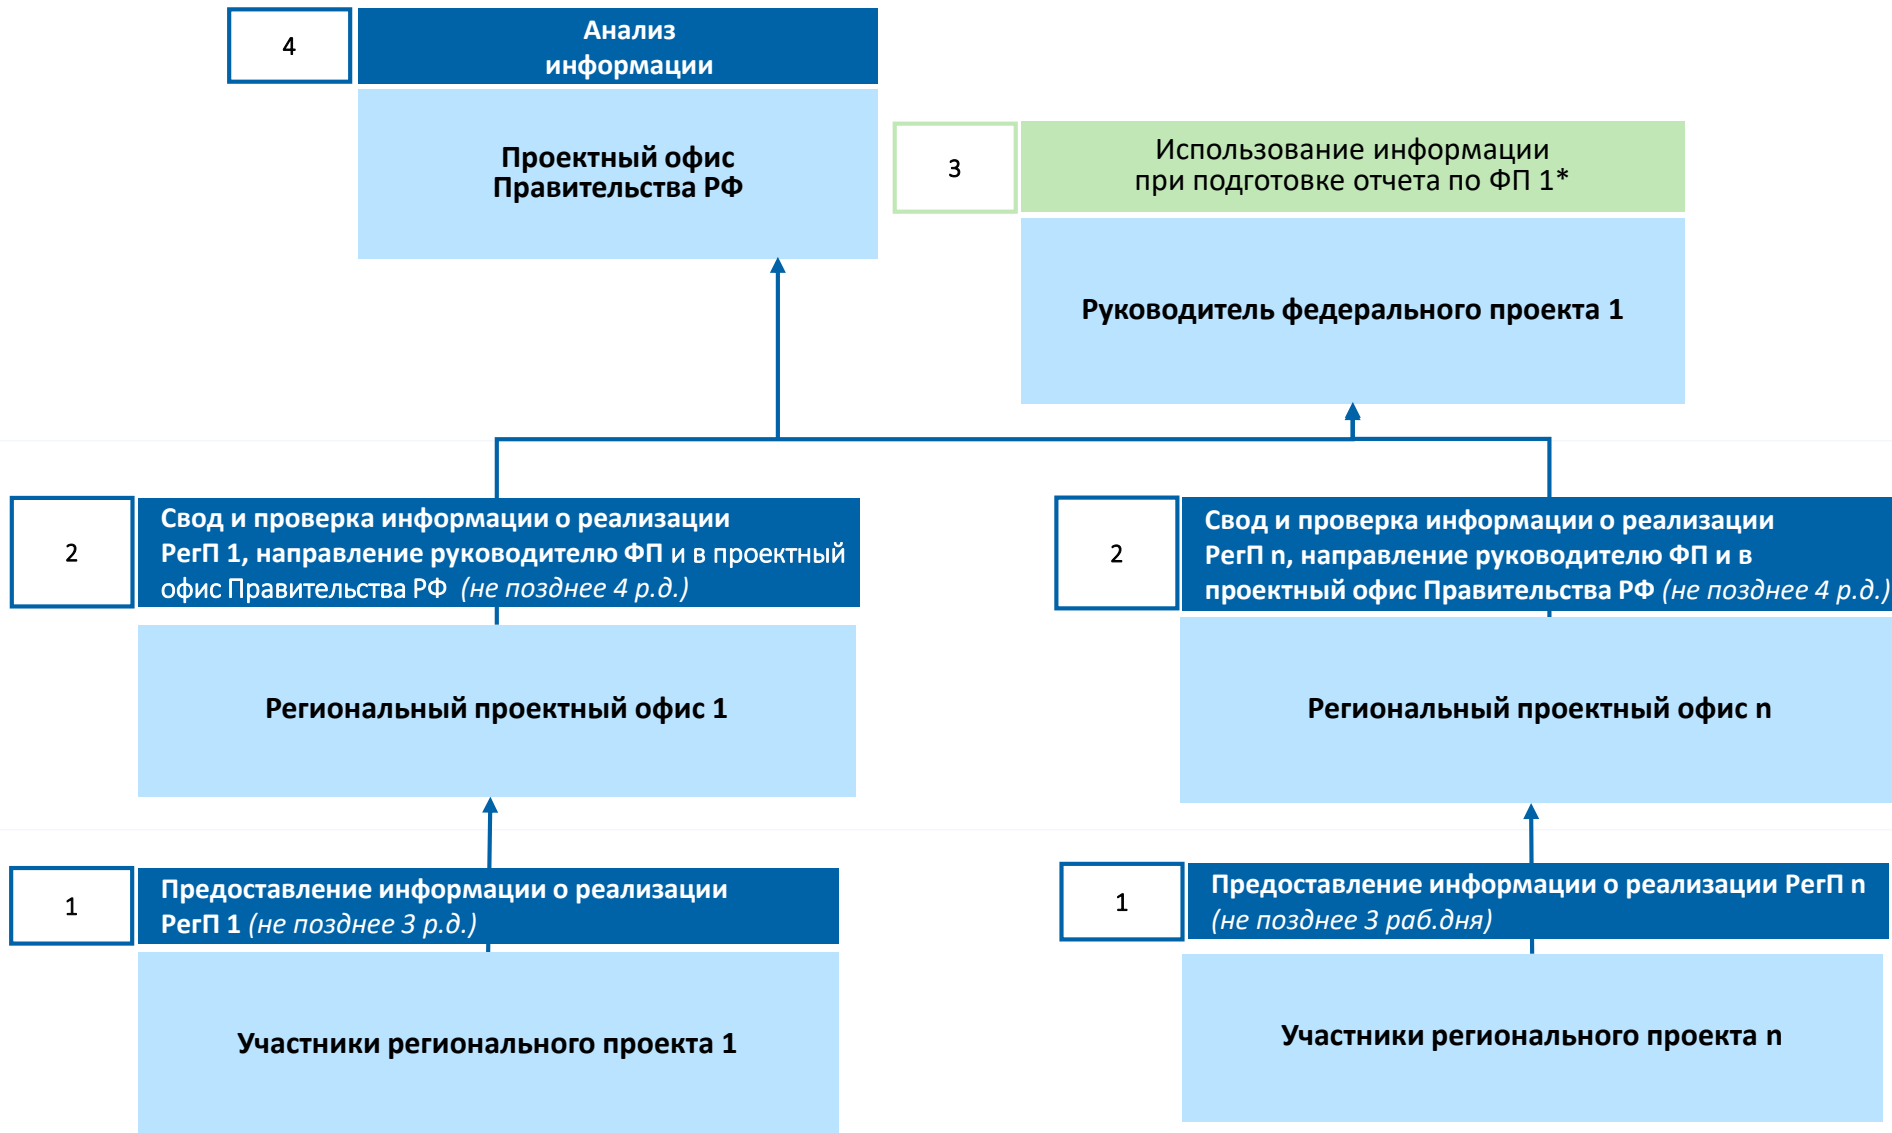 4
Анализ
информации
Проектный офис
Правительства РФ
3
Использование информации
при подготовке отчета по ФП 1*
Руководитель федерального проекта 1
2
Свод и проверка информации о реализации
РегП 1, направление руководителю ФП и в проектный
офис Правительства РФ (не позднее 4 р.д.)
Региональный проектный офис 1
2
Свод и проверка информации о реализации
РегП n, направление руководителю ФП и в
проектный офис Правительства РФ (не позднее 4 р.д.)
Региональный проектный офис n
1
Предоставление информации о реализации
РегП 1 (не позднее 3 р.д.)
Участники регионального проекта 1
1
Предоставление информации о реализации РегП n
(не позднее 3 раб.дня)
Участники регионального проекта n